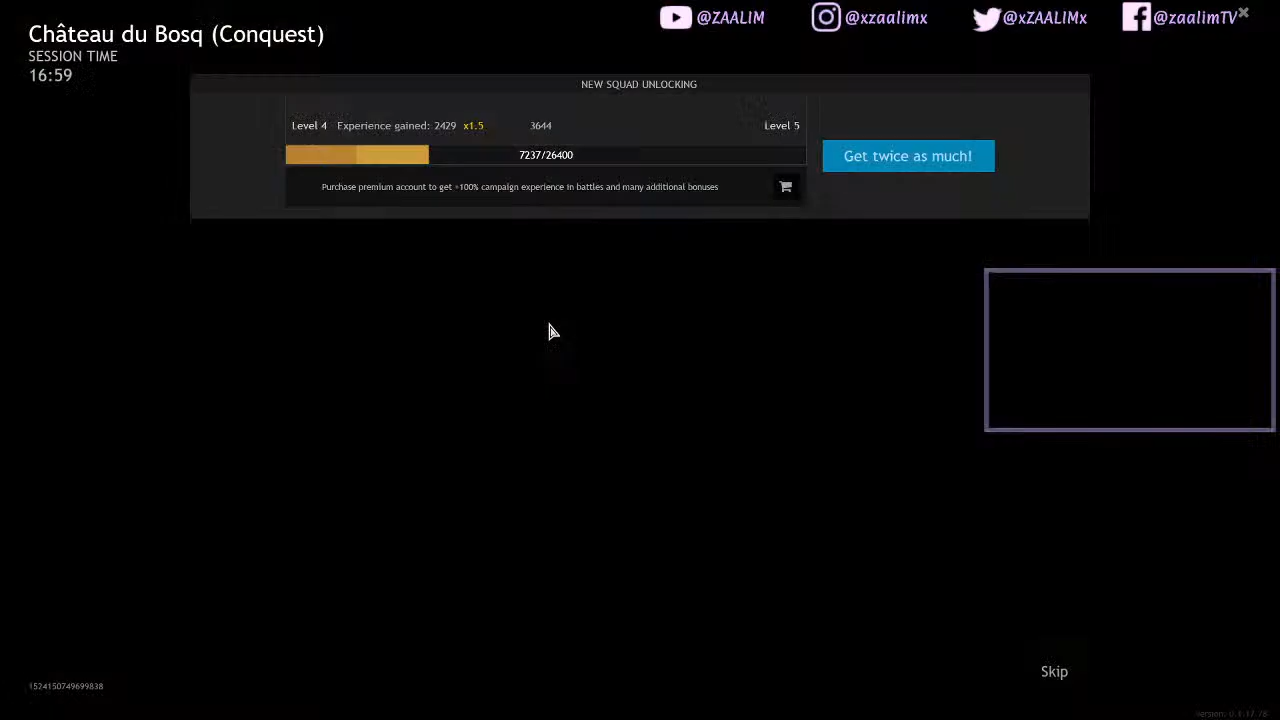 @ZAALIM
@xzaalimx
@xZAALIMx
@zaalimTV
Château du Bosq (Conquest)
SESSION TIME
16:59
NEW SQUAD UNLOCKING
Level 4 Experience gained: 2429 x1.5 3644 Level 5
7237/26400
Get twice as much!
Purchase premium account to get +100% campaign experience in battles and many additional bonuses
Skip
1524150749699838